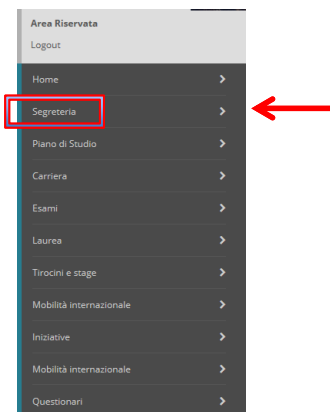 Area Riservata
Logout
Home
Segreteria
Piano di Studio
Carriera
Esami
Laurea
Tirocini e stage
Mobilità internazionale
Iniziative
Mobilità internazionale
Questionari